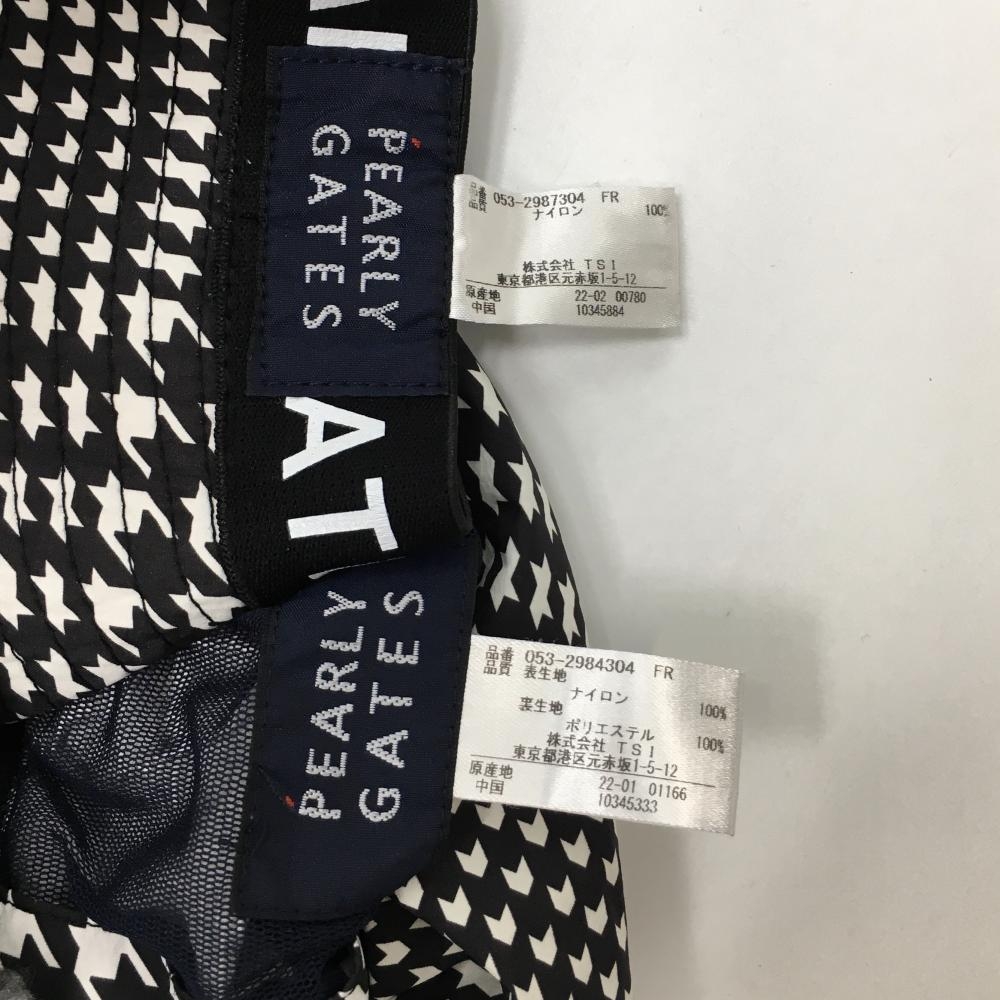 PEARLY
GATES
品番 053-2987304 FR
品質 ナイロン 100%
株式会社 TSI
東京都港区元赤坂1-5-12
原産地 22-02 00780
中国 10345884
AT
PEARLY
GATES
品番 053-2984304 FR
品質 表生地
ナイロン 100%
裏生地
ポリエステル 100%
株式会社 TSI
東京都港区元赤坂1-5-12
原産地 22-01 01166
中国 10345333